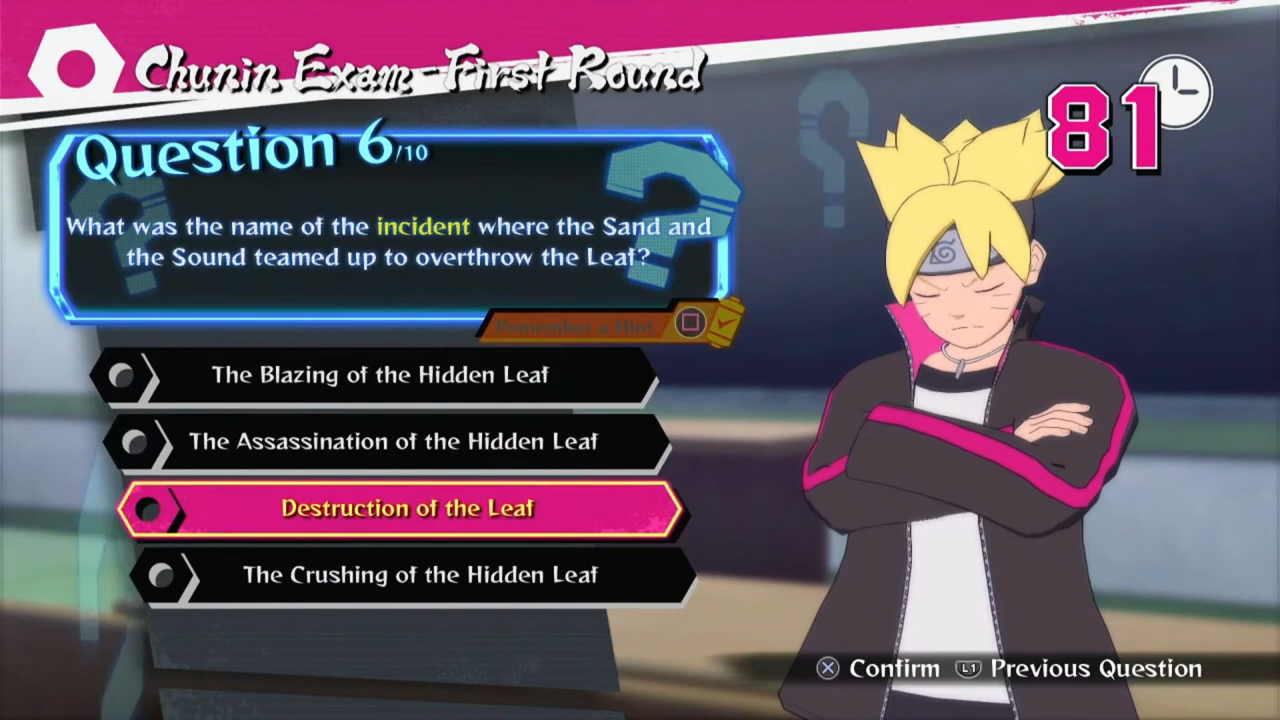 Chunin Exam - First Round
81
Question 6/10
What was the name of the incident where the Sand and
the Sound teamed up to overthrow the Leaf?
Remember a Hint
The Blazing of the Hidden Leaf
The Assassination of the Hidden Leaf
Destruction of the Leaf
The Crushing of the Hidden Leaf
Confirm L1 Previous Question